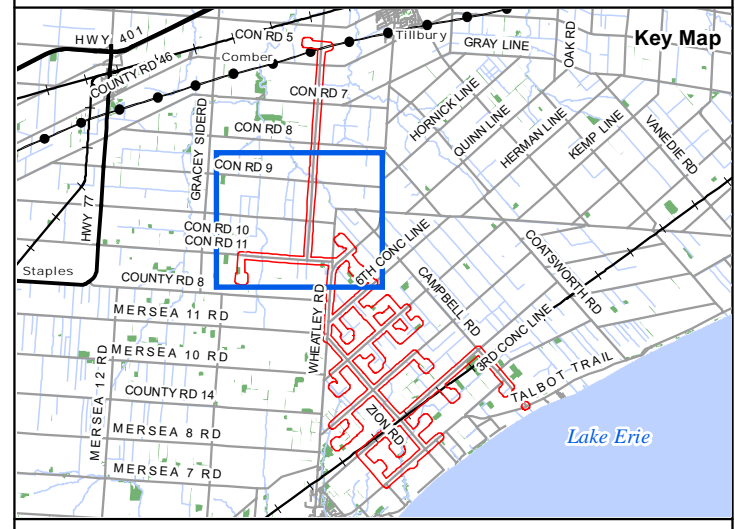 Key Map
HWY 401
CON RD 5
Tillbury
GRAY LINE
OAK RD
COUNTY RD 46
Comber
CON RD 7
HORNICK LINE
QUINN LINE
HERMAN LINE
KEMP LINE
VANEDIE RD
GRACEY SIDERD
CON RD 8
CON RD 9
HWY 77
CON RD 10
CON RD 11
6TH CONC LINE
COATSWORTH RD
Staples
COUNTY RD 8
CAMPBELL RD
WHEATLEY RD
MERSEA 11 RD
3RD CONC LINE
MERSEA 10 RD
TALBOT TRAIL
MERSEA 12 RD
COUNTY RD 14
ZION RD
MERSEA 8 RD
Lake Erie
MERSEA 7 RD